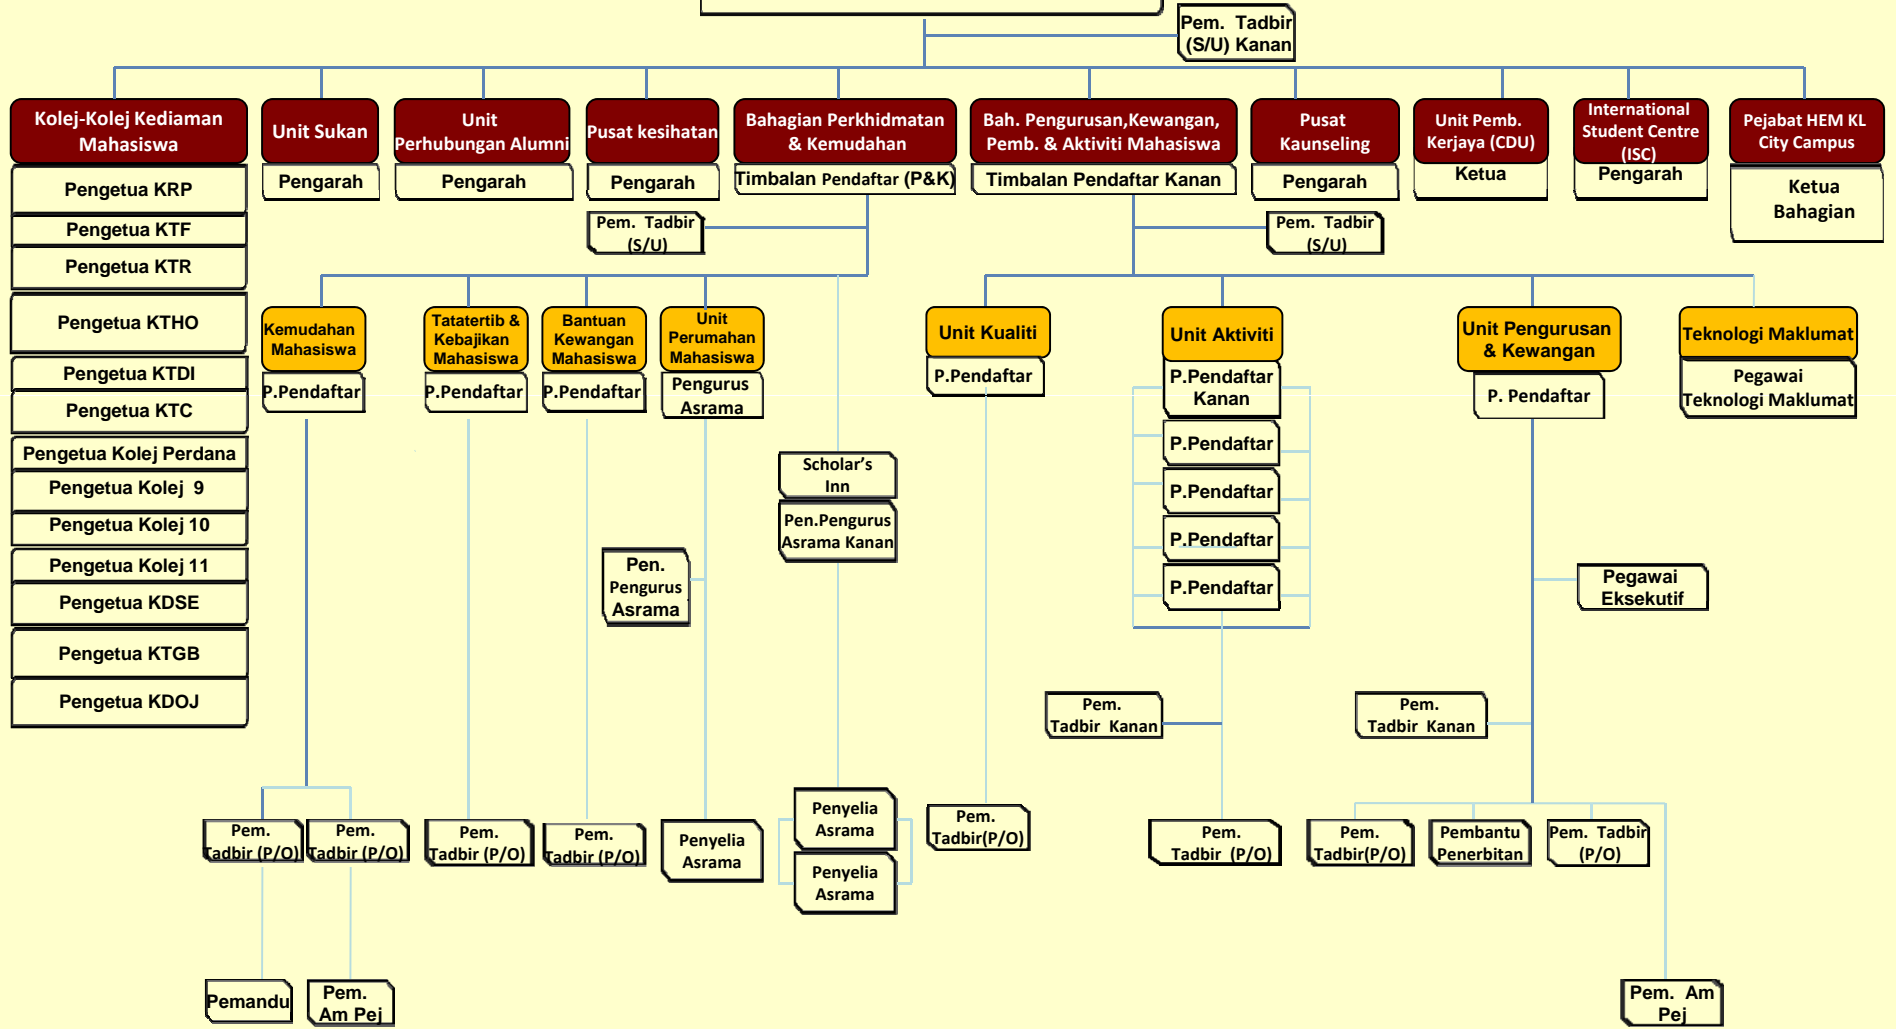 Pem. Tadbir
(S/U) Kanan
Kolej-Kolej Kediaman
Mahasiswa
Unit Sukan
Unit
Perhubungan Alumni
Pusat kesihatan
Bahagian Perkhidmatan
& Kemudahan
Bah. Pengurusan,Kewangan,
Pemb. & Aktiviti Mahasiswa
Pusat
Kaunseling
Unit Pemb.
Kerjaya (CDU)
International
Student Centre
(ISC)
Pejabat HEM KL
City Campus
Pengetua KRP
Pengetua KTF
Pengetua KTR
Pengetua KTHO
Pengetua KTDI
Pengetua KTC
Pengetua Kolej Perdana
Pengetua Kolej 9
Pengetua Kolej 10
Pengetua Kolej 11
Pengetua KDSE
Pengetua KTGB
Pengetua KDOJ
Pengarah
Pengarah
Pengarah
Timbalan Pendaftar (P&K)
Timbalan Pendaftar Kanan
Pengarah
Ketua
Pengarah
Ketua
Bahagian
Pem. Tadbir
(S/U)
Pem. Tadbir
(S/U)
Kemudahan
Mahasiswa
P.Pendaftar
Tatatertib &
Kebajikan
Mahasiswa
P.Pendaftar
Bantuan
Kewangan
Mahasiswa
P.Pendaftar
Unit
Perumahan
Mahasiswa
Pengurus
Asrama
Unit Kualiti
P.Pendaftar
Unit Aktiviti
P.Pendaftar
Kanan
P.Pendaftar
P.Pendaftar
P.Pendaftar
P.Pendaftar
Unit Pengurusan
& Kewangan
P. Pendaftar
Teknologi Maklumat
Pegawai
Teknologi Maklumat
Scholar's
Inn
Pen.Pengurus
Asrama Kanan
Pen.
Pengurus
Asrama
Pegawai
Eksekutif
Pem.
Tadbir Kanan
Pem.
Tadbir Kanan
Pem.
Tadbir (P/O)
Pem.
Tadbir (P/O)
Pem.
Tadbir (P/O)
Pem.
Tadbir (P/O)
Penyelia
Asrama
Penyelia
Asrama
Penyelia
Asrama
Pem.
Tadbir(P/O)
Pem.
Tadbir (P/O)
Pem.
Tadbir(P/O)
Pembantu
Penerbitan
Pem. Tadbir
(P/O)
Pemandu
Pem.
Am Pej
Pem. Am
Pej